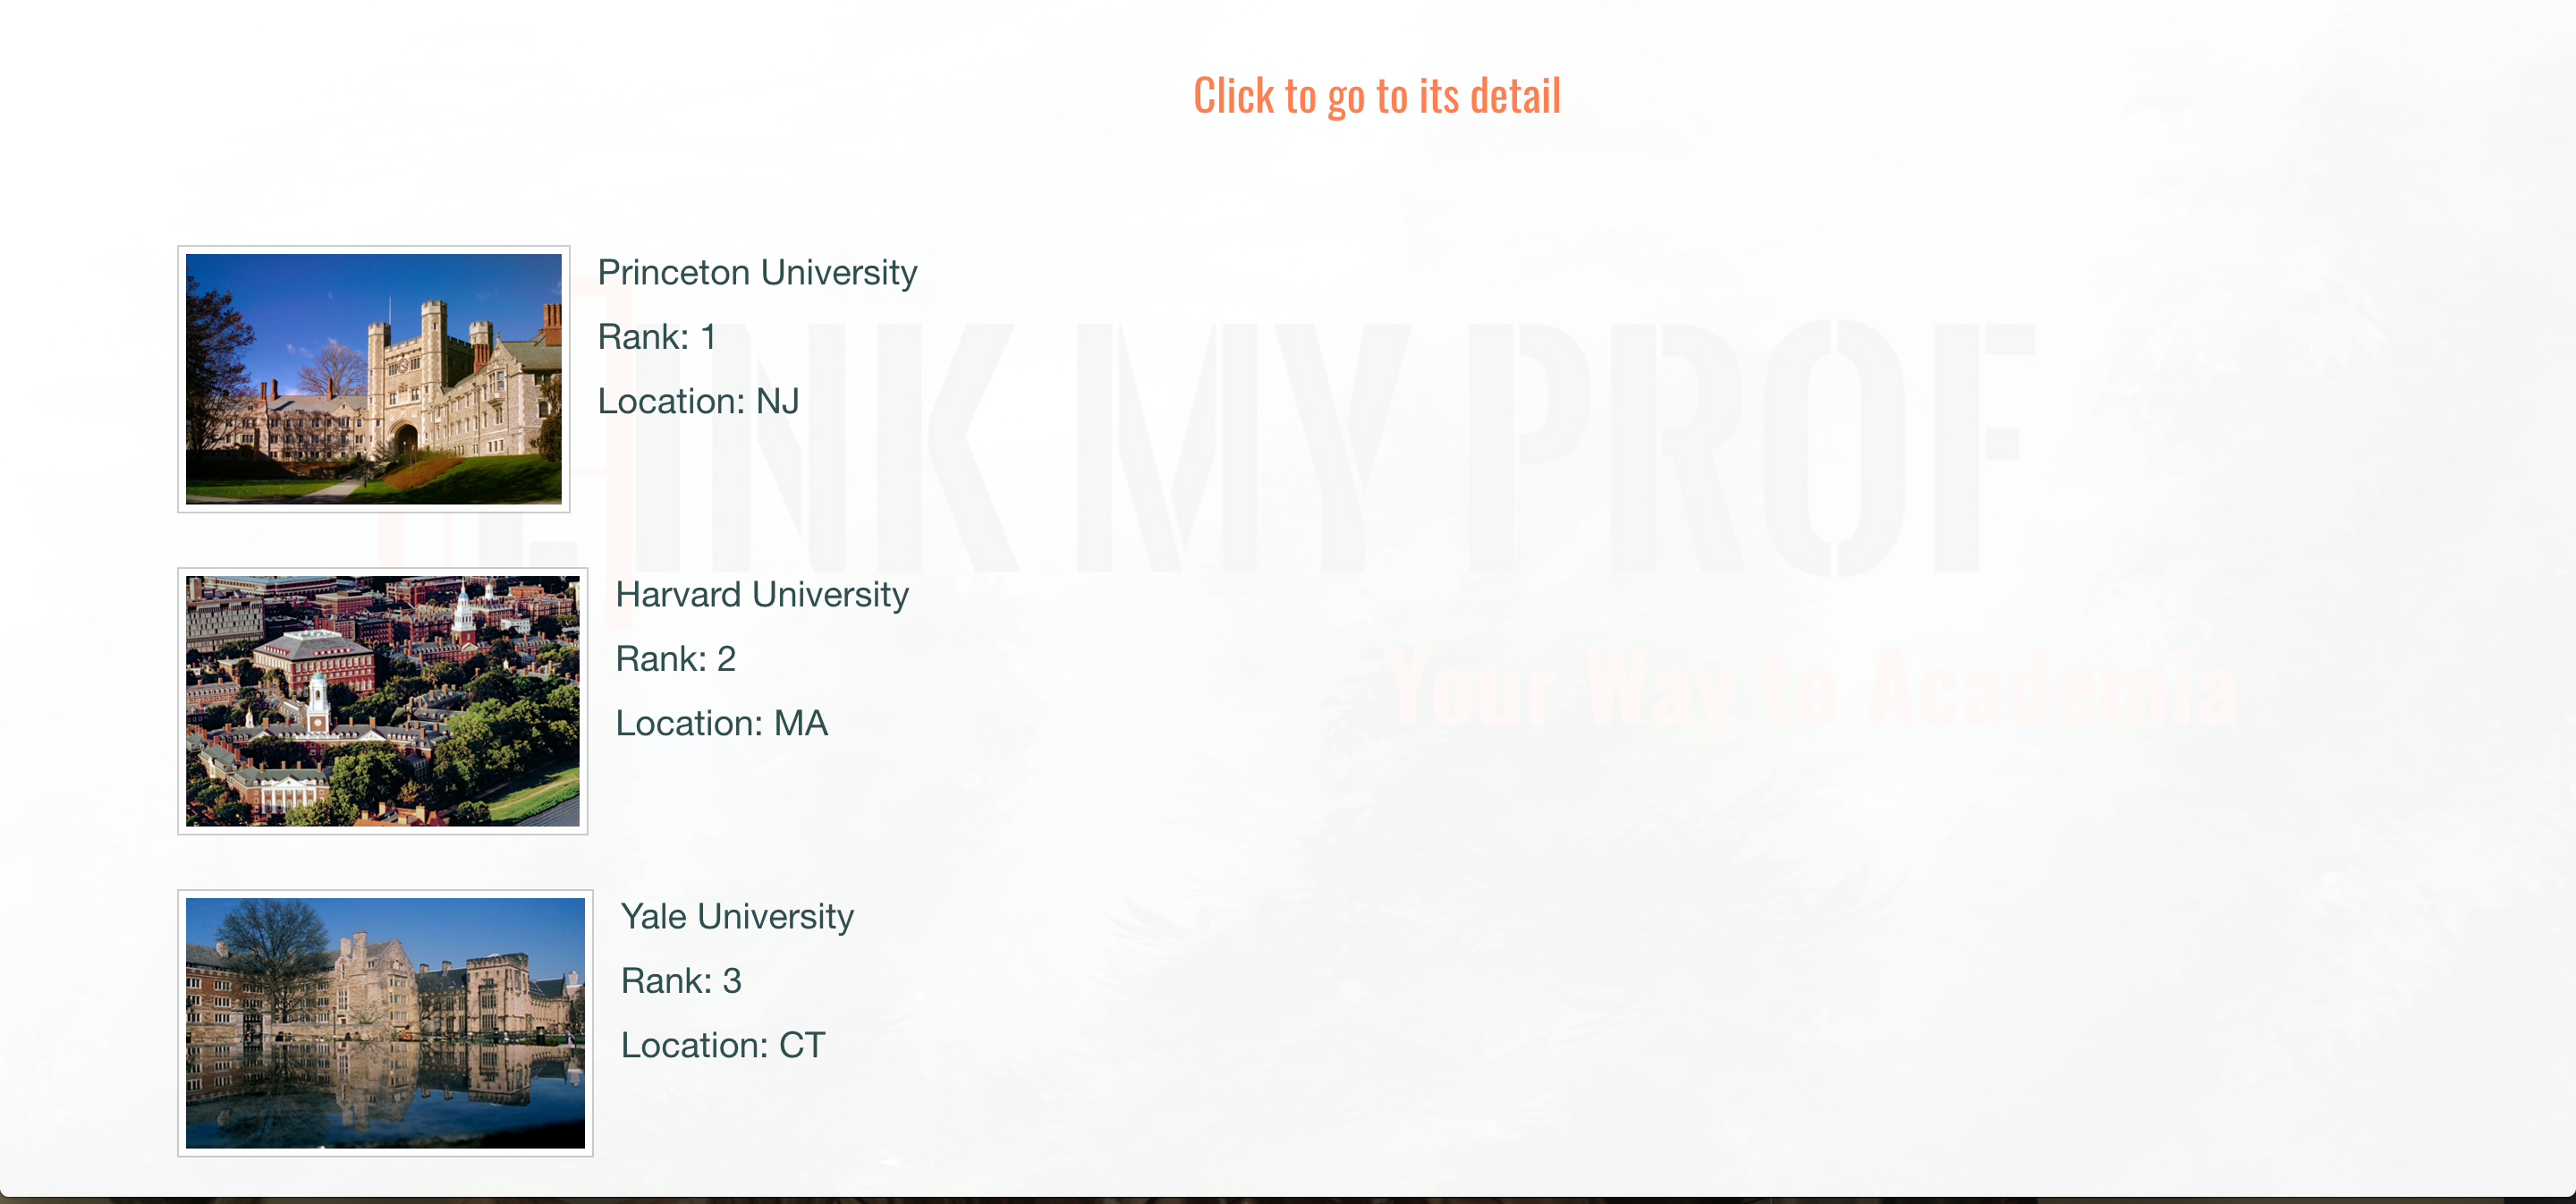 Click to go to its detail
Princeton University
Rank: 1
Location: NJ
LINK MY PROF
Harvard University
Rank: 2
Location: MA
Your Way to Academia
Yale University
Rank: 3
Location: CT